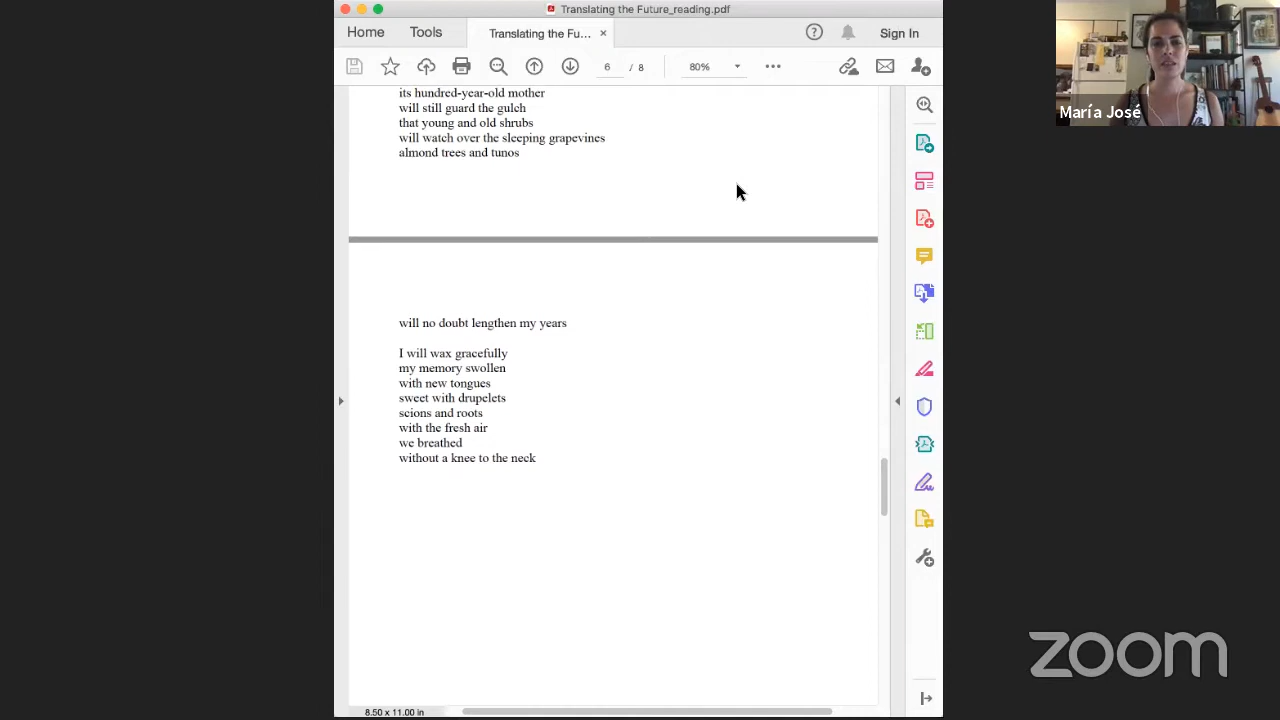 Translating the Future_reading.pdf
Home
Tools
Translating the Fu... ×
Sign In
6 / 8
80%
its hundred-year-old mother
will still guard the gulch
that young and old shrubs
will watch over the sleeping grapevines
almond trees and tunos
will no doubt lengthen my years
I will wax gracefully
my memory swollen
with new tongues
sweet with drupelets
scions and roots
with the fresh air
we breathed
without a knee to the neck
8.50 x 11.00 in
María José
zoom